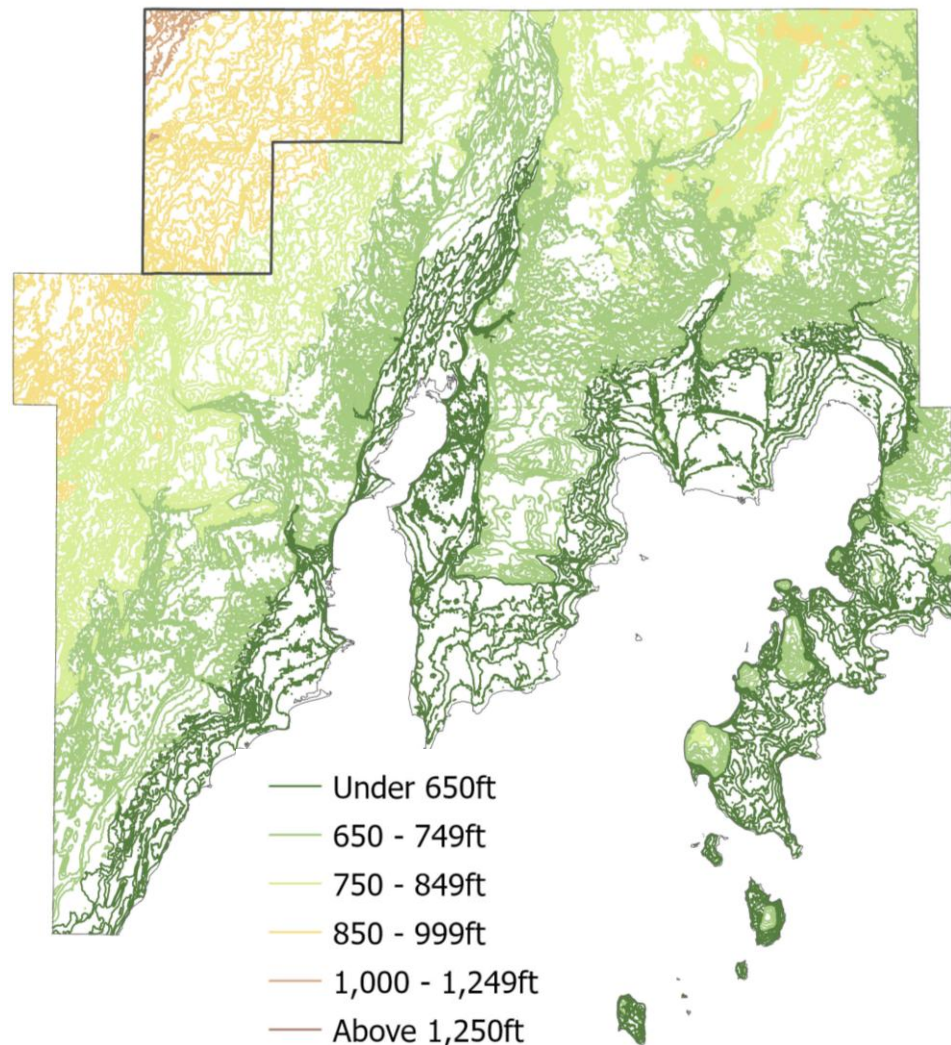 Under 650ft
650 - 749ft
750 - 849ft
850 - 999ft
1,000 - 1,249ft
Above 1,250ft